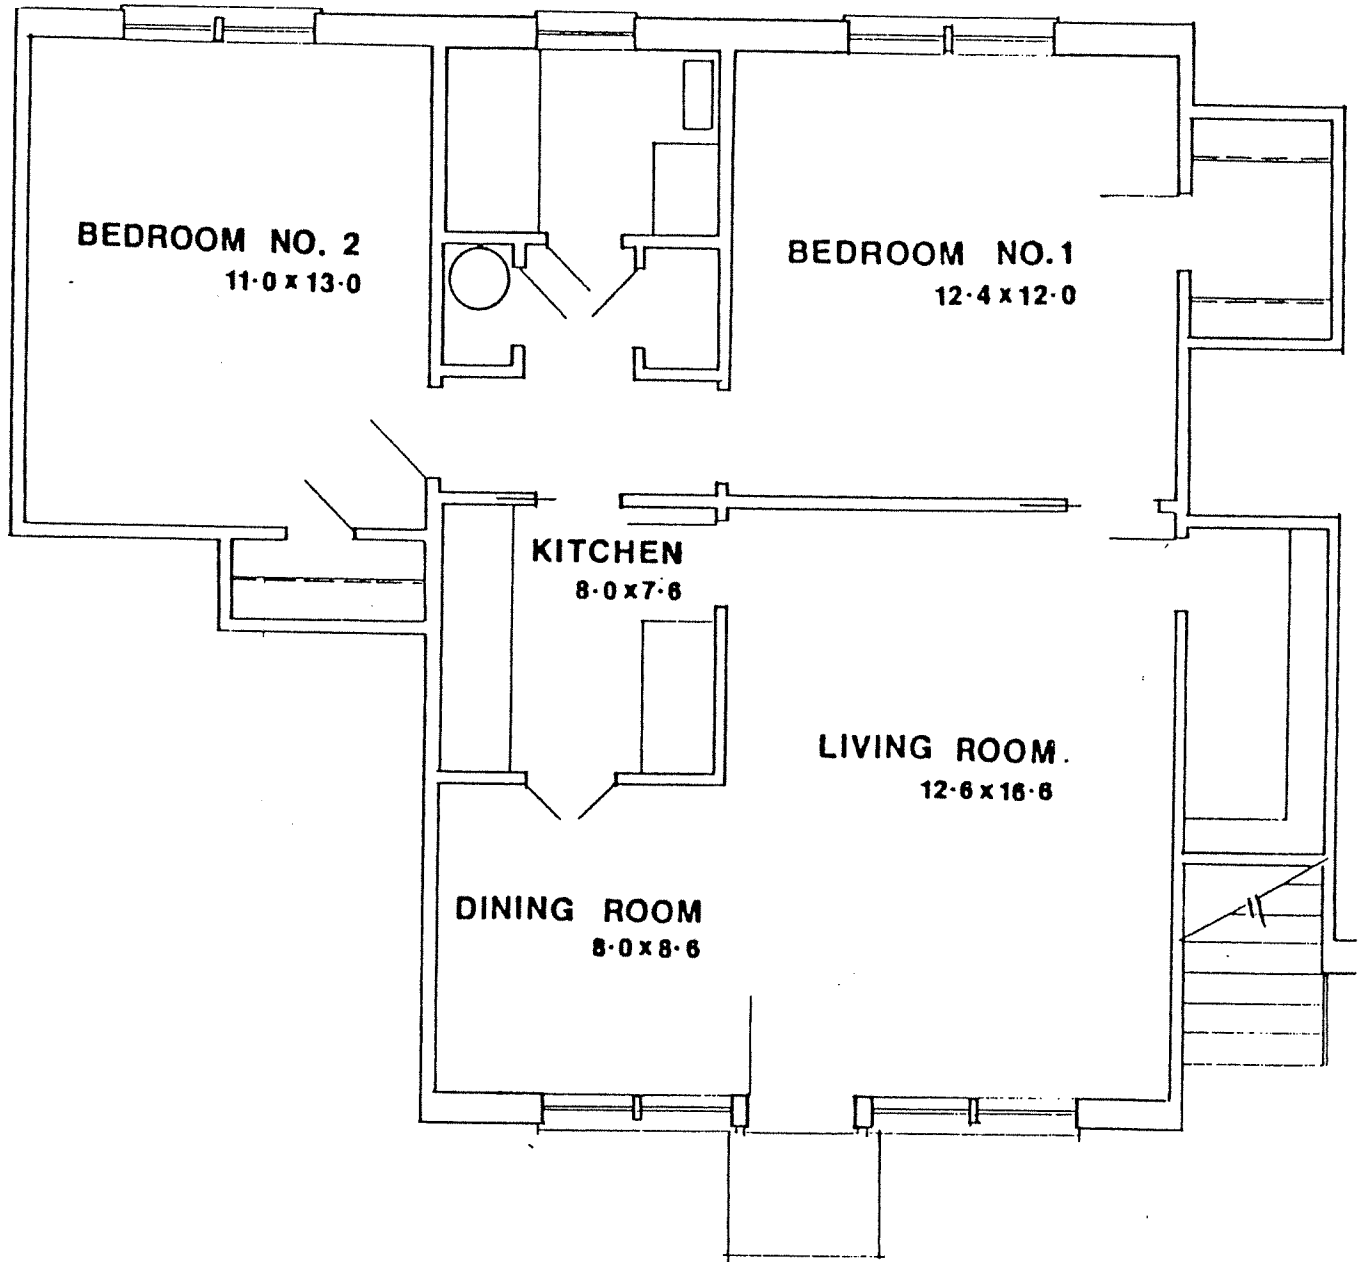 BEDROOM NO. 2
11·0 x 13·0
BEDROOM NO.1
12·4 x 12·0
KITCHEN
8·0 x 7·6
LIVING ROOM.
12·6 x 16·6
DINING ROOM
8·0 x 8·6